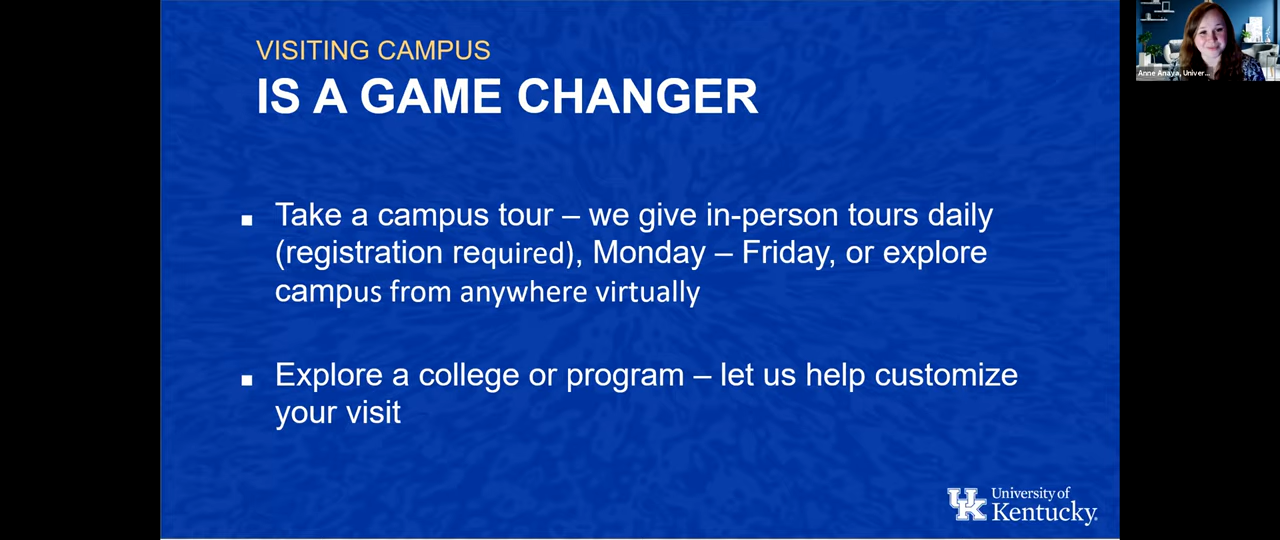 VISITING CAMPUS
IS A GAME CHANGER
▪ Take a campus tour – we give in-person tours daily
(registration required), Monday – Friday, or explore
campus from anywhere virtually
▪ Explore a college or program – let us help customize
your visit
UK University of
Kentucky.
Anne Anaya, Univer...